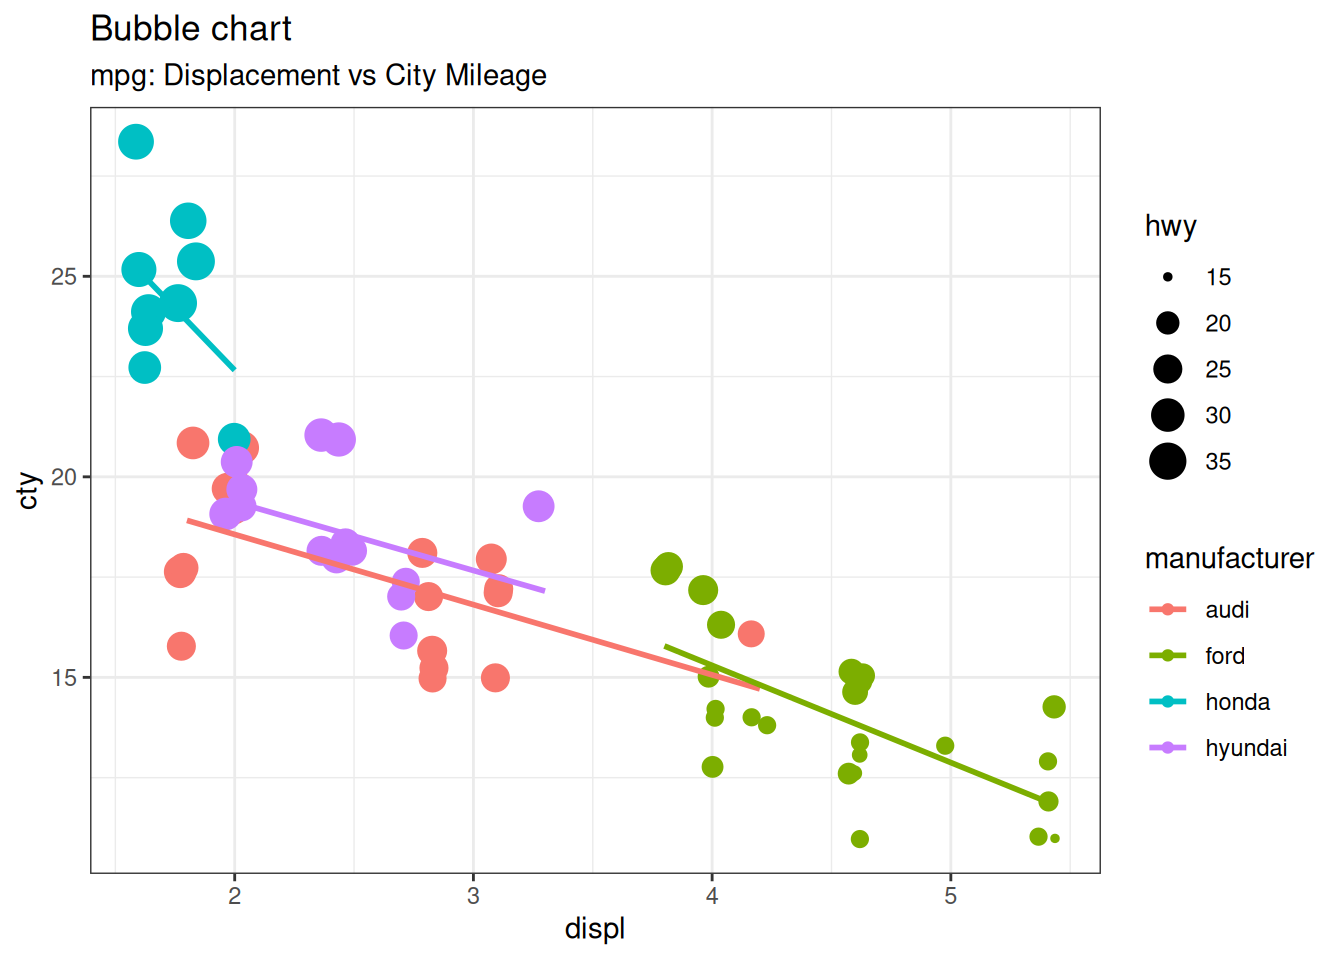 Bubble chart
mpg: Displacement vs City Mileage
cty
25
20
15
2
3
4
5
displ
hwy
15
20
25
30
35
manufacturer
audi
ford
honda
hyundai